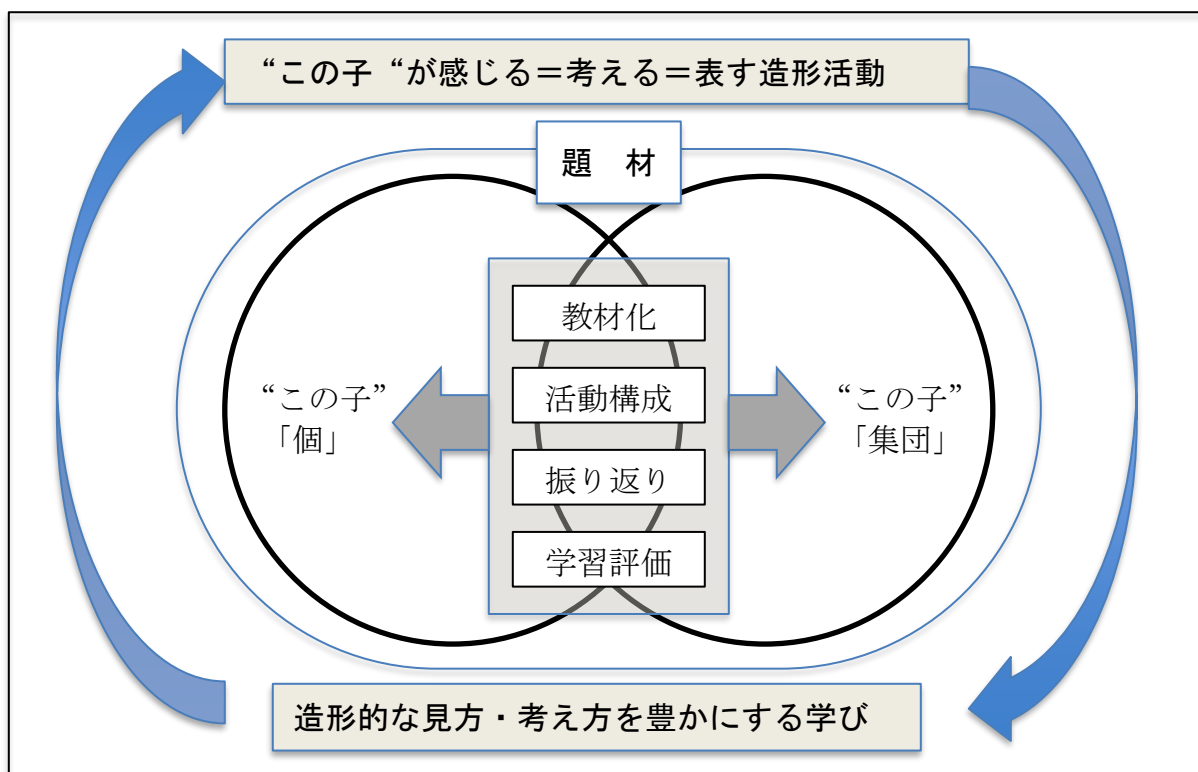 “この子“が感じる＝考える＝表す造形活動
題　材
教材化
活動構成
振り返り
学習評価
“この子”
「個」
“この子”
「集団」
造形的な見方・考え方を豊かにする学び